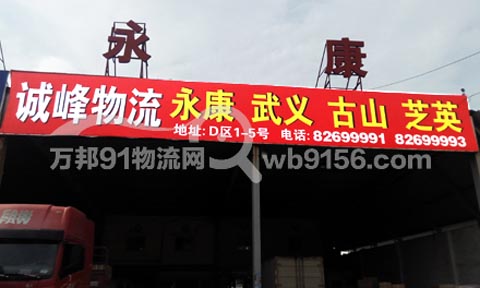 永 康
诚峰物流 永康 武义 古山 芝英
地址: D区1-5号 电话: 82699991 82699993
万邦91物流网 wb9156.com